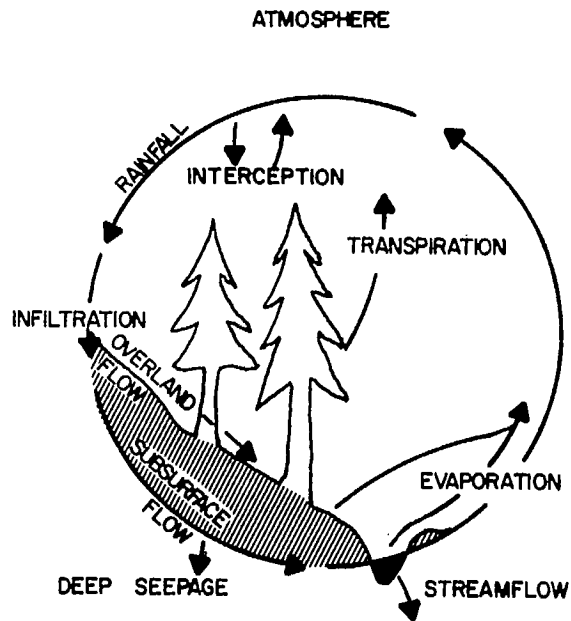 ATMOSPHERE
RAINFALL
INTERCEPTION
TRANSPIRATION
INFILTRATION
OVERLAND
FLOW
SUBSURFACE
FLOW
EVAPORATION
DEEP SEEPAGE
STREAMFLOW